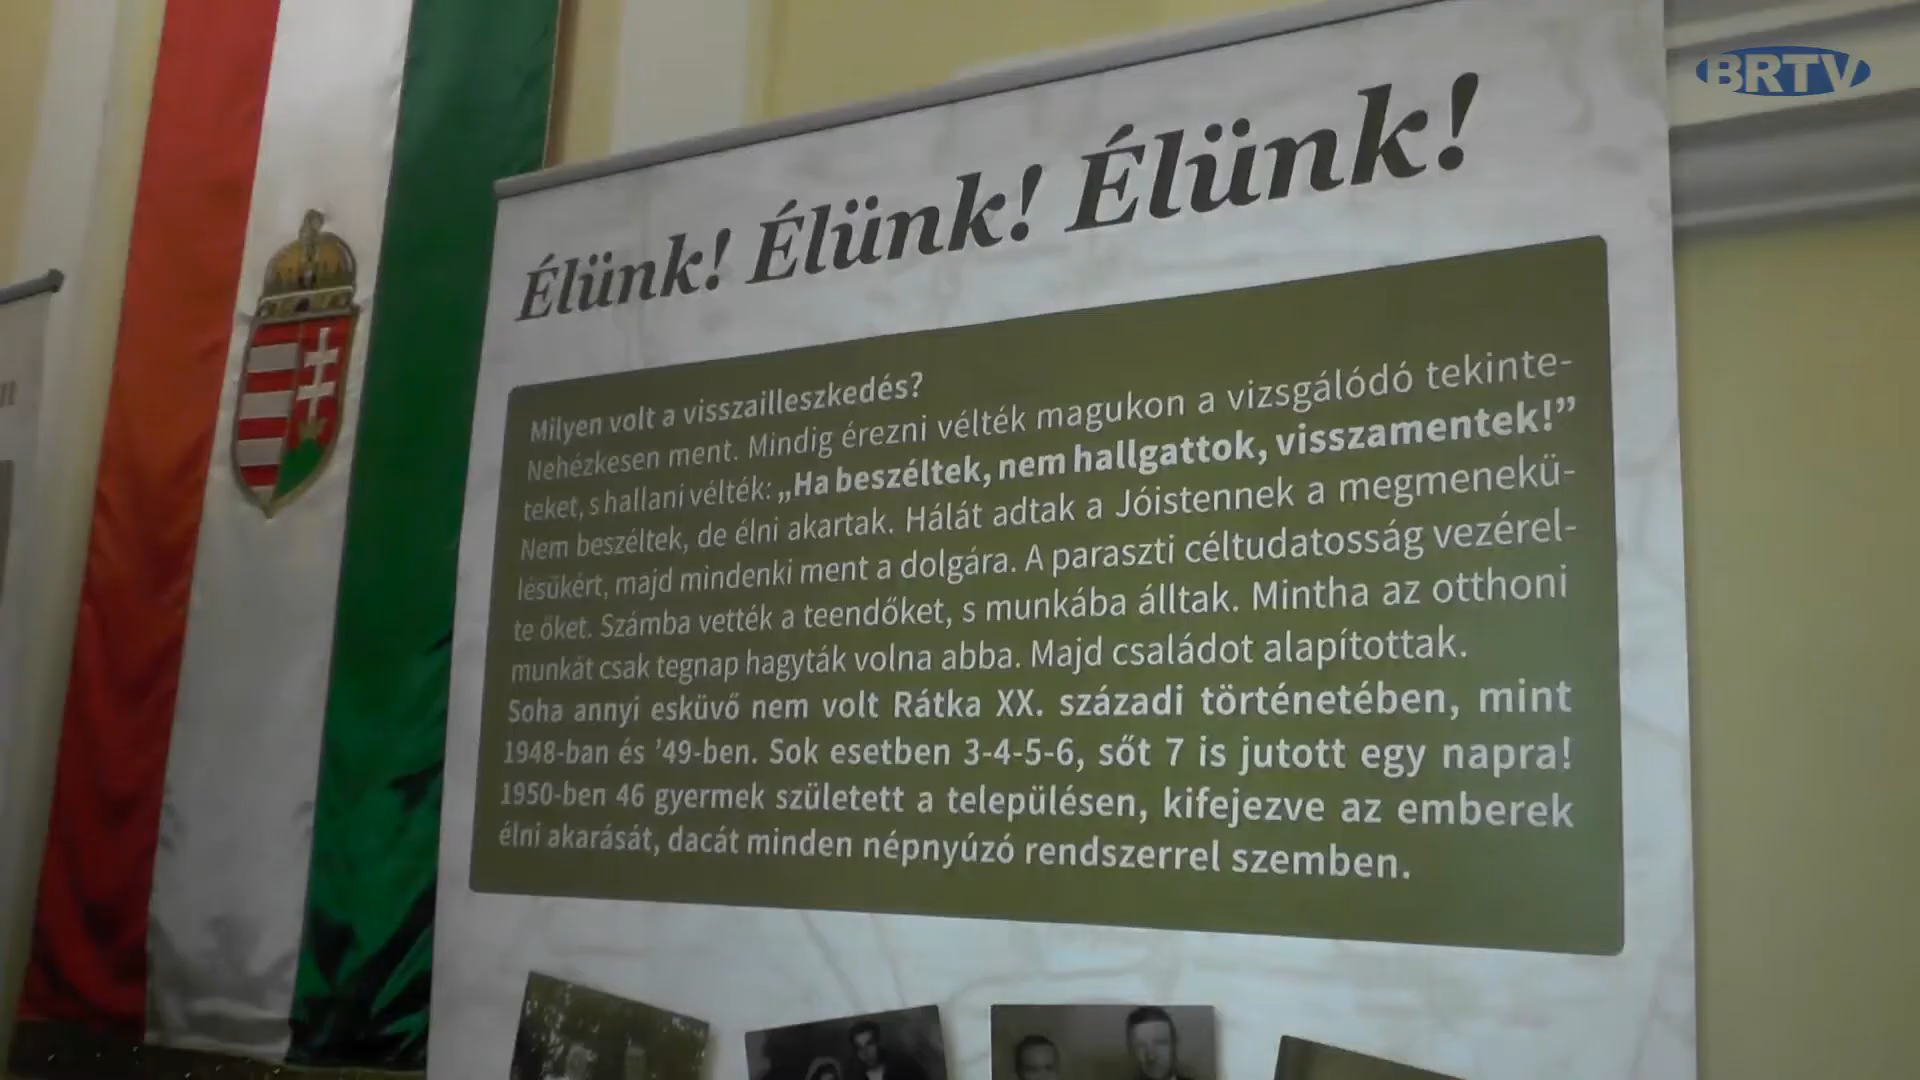 BRTV
Élünk! Élünk! Élünk!
Milyen volt a visszailleszkedés?
Nehézkesen ment. Mindig érezni vélték magukon a vizsgálódó tekinte-
teket, s hallani vélték: „Ha beszéltek, nem hallgattok, visszamentek!”
Nem beszéltek, de élni akartak. Hálát adtak a Jóistennek a megmenekü-
lésükért, majd mindenki ment a dolgára. A paraszti céltudatosság vezérel-
te őket. Számba vették a teendőket, s munkába álltak. Mintha az otthoni
munkát csak tegnap hagyták volna abba. Majd családot alapítottak.
Soha annyi esküvő nem volt Rátka XX. századi történetében, mint
1948-ban és ’49-ben. Sok esetben 3-4-5-6, sőt 7 is jutott egy napra!
1950-ben 46 gyermek született a településen, kifejezve az emberek
élni akarását, dacát minden népnyúzó rendszerrel szemben.